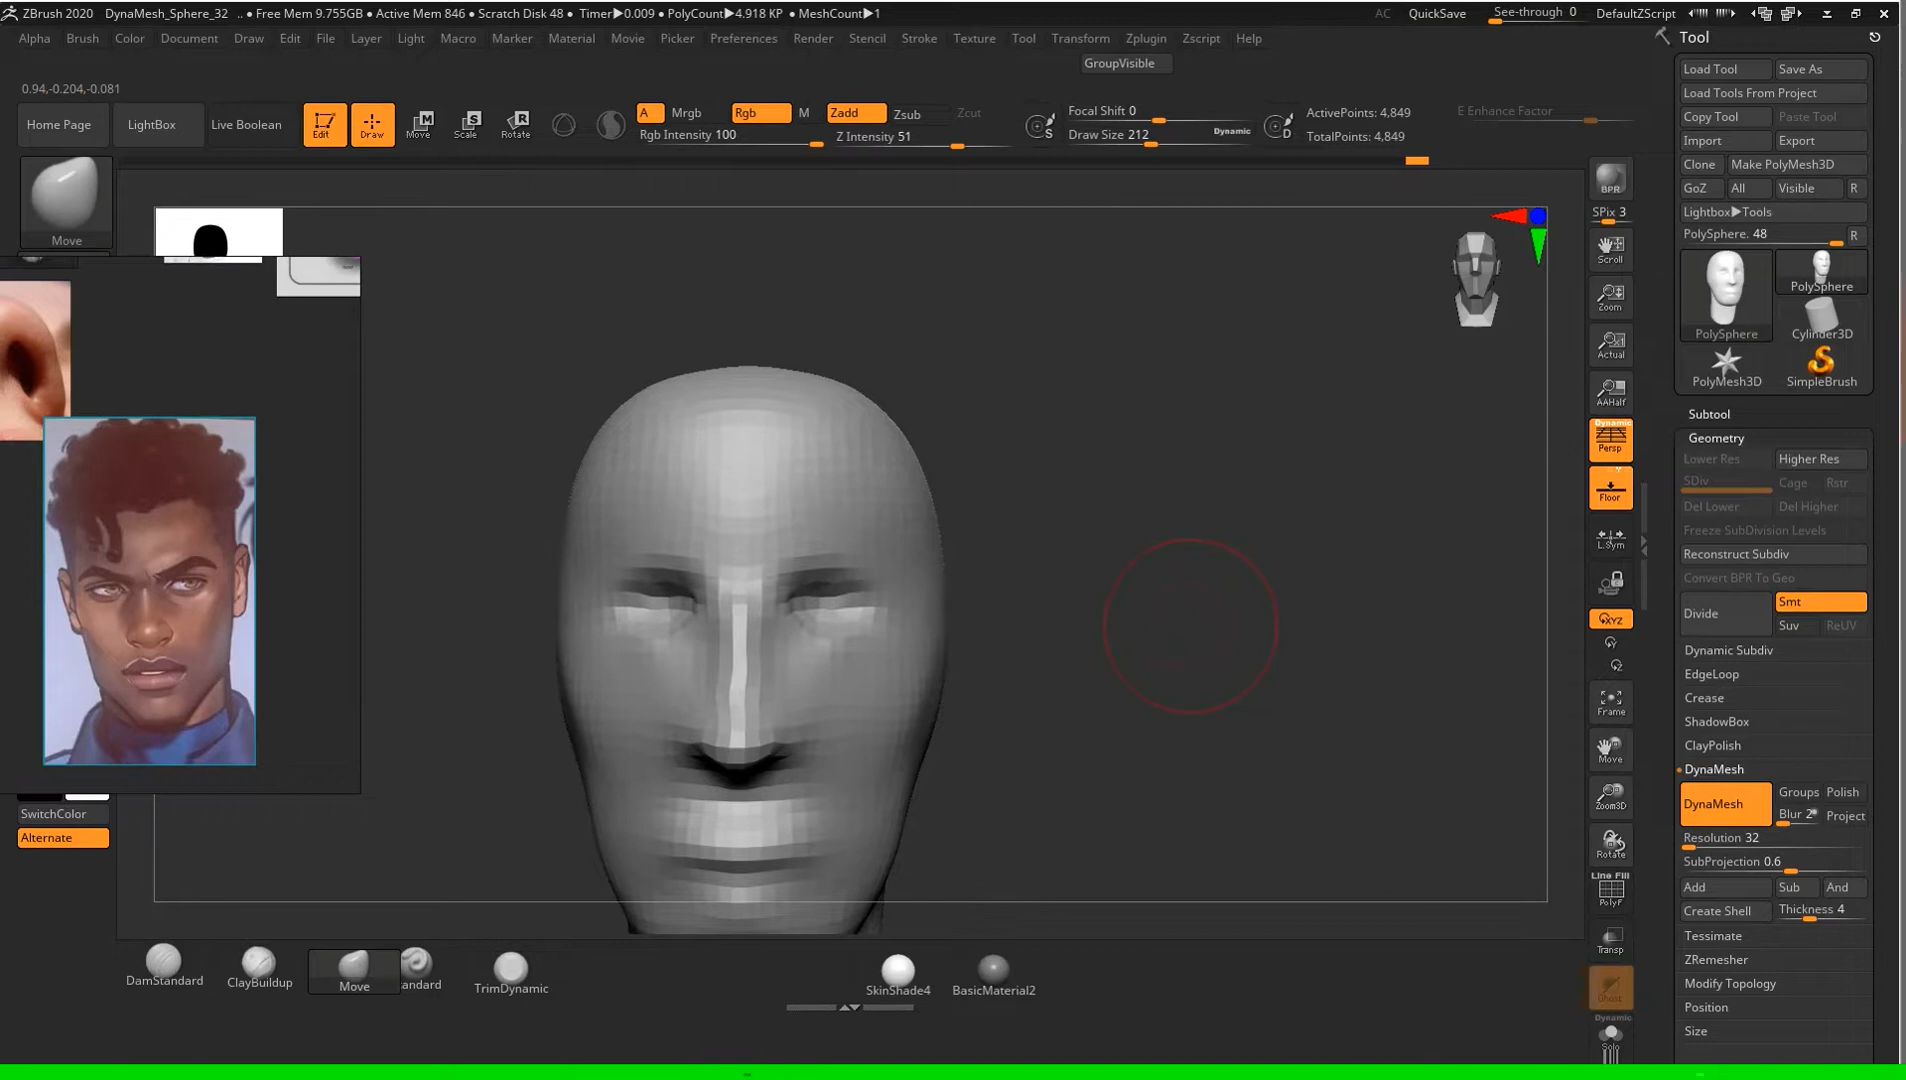 ZBrush 2020 DynaMesh_Sphere_32 .. • Free Mem 9.755GB • Active Mem 846 • Scratch Disk 48 • Timer▶0.009 • PolyCount▶4.918 KP • MeshCount▶1 AC QuickSave See-through 0 DefaultZScript
Alpha Brush Color Document Draw Edit File Layer Light Macro Marker Material Movie Picker Preferences Render Stencil Stroke Texture Tool Transform Zplugin Zscript Help
Tool
GroupVisible
Load Tool Save As
Load Tools From Project
0.94,-0.204,-0.081
Home Page LightBox Live Boolean Edit Draw Move Scale Rotate A Mrgb Rgb M Zadd Zsub Zcut
Rgb Intensity 100 Z Intensity 51
S Focal Shift 0
Draw Size 212 Dynamic D
ActivePoints: 4,849
TotalPoints: 4,849
E Enhance Factor
Copy Tool Paste Tool
Import Export
Clone Make PolyMesh3D
GoZ All Visible R
Lightbox▶Tools
PolySphere. 48 R
PolySphere
PolySphere Cylinder3D
PolyMesh3D SimpleBrush
Move
BPR
SPix 3
Scroll
Zoom
Actual
AAHalf
Dynamic
Persp
Floor
L.Sym
XYZ
Y
Z
Frame
Move
Zoom3D
Rotate
Line Fill
PolyF
Transp
Ghost
Dynamic
Solo
Subtool
Geometry
Lower Res Higher Res
SDiv Cage Rstr
Del Lower Del Higher
Freeze SubDivision Levels
Reconstruct Subdiv
Convert BPR To Geo
Divide Smt
Suv ReUV
Dynamic Subdiv
EdgeLoop
Crease
ShadowBox
ClayPolish
DynaMesh
DynaMesh Groups Polish
Blur 2 Project
Resolution 32
SubProjection 0.6
Add Sub And
Create Shell Thickness 4
Tessimate
ZRemesher
Modify Topology
Position
Size
SwitchColor
Alternate
DamStandard ClayBuildup Move andard TrimDynamic SkinShade4 BasicMaterial2